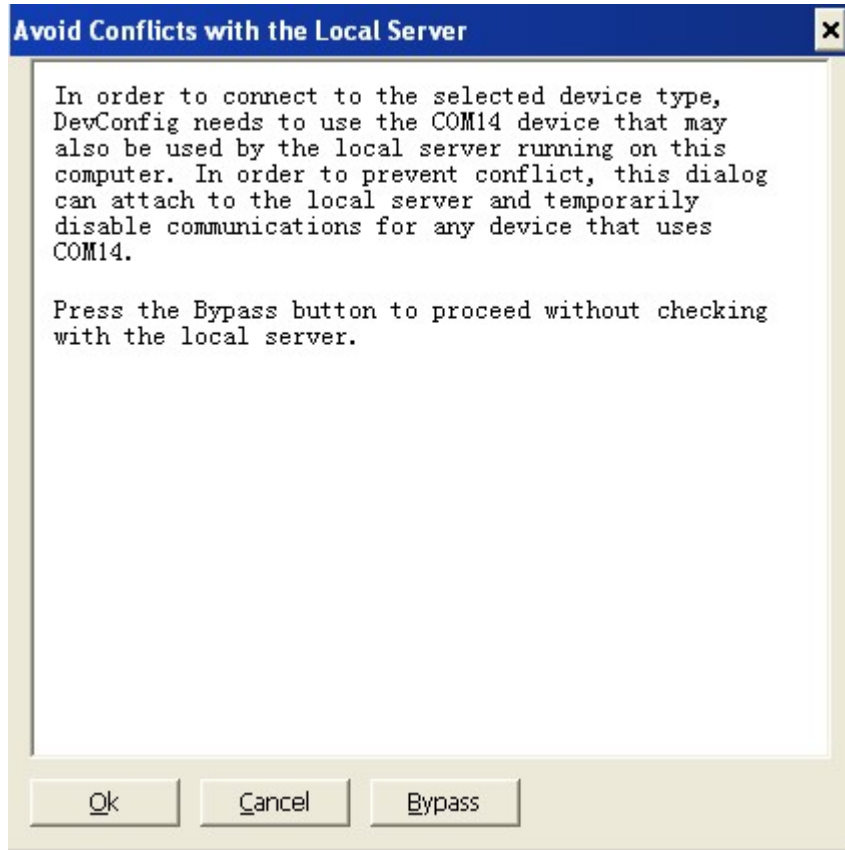 Avoid Conflicts with the Local Server
In order to connect to the selected device type,
DevConfig needs to use the COM14 device that may
also be used by the local server running on this
computer. In order to prevent conflict, this dialog
can attach to the local server and temporarily
disable communications for any device that uses
COM14.
Press the Bypass button to proceed without checking
with the local server.
Ok
Cancel
Bypass